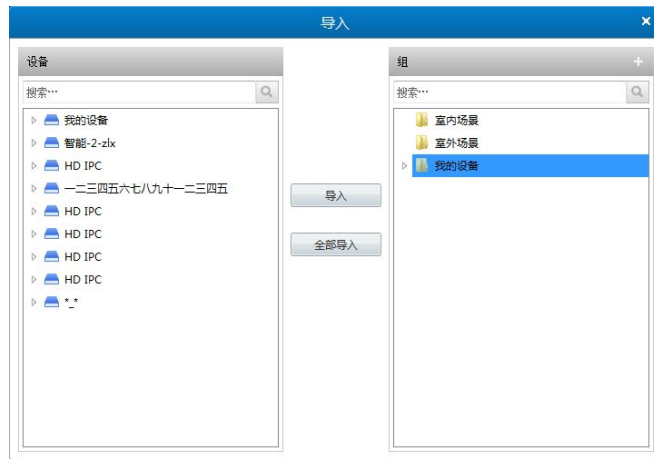 导入
设备
搜索…
我的设备
智能-2-zlx
HD IPC
一二三四五六七八九十一二三四五
HD IPC
HD IPC
HD IPC
HD IPC
*_*
导入
全部导入
组
搜索…
室内场景
室外场景
我的设备